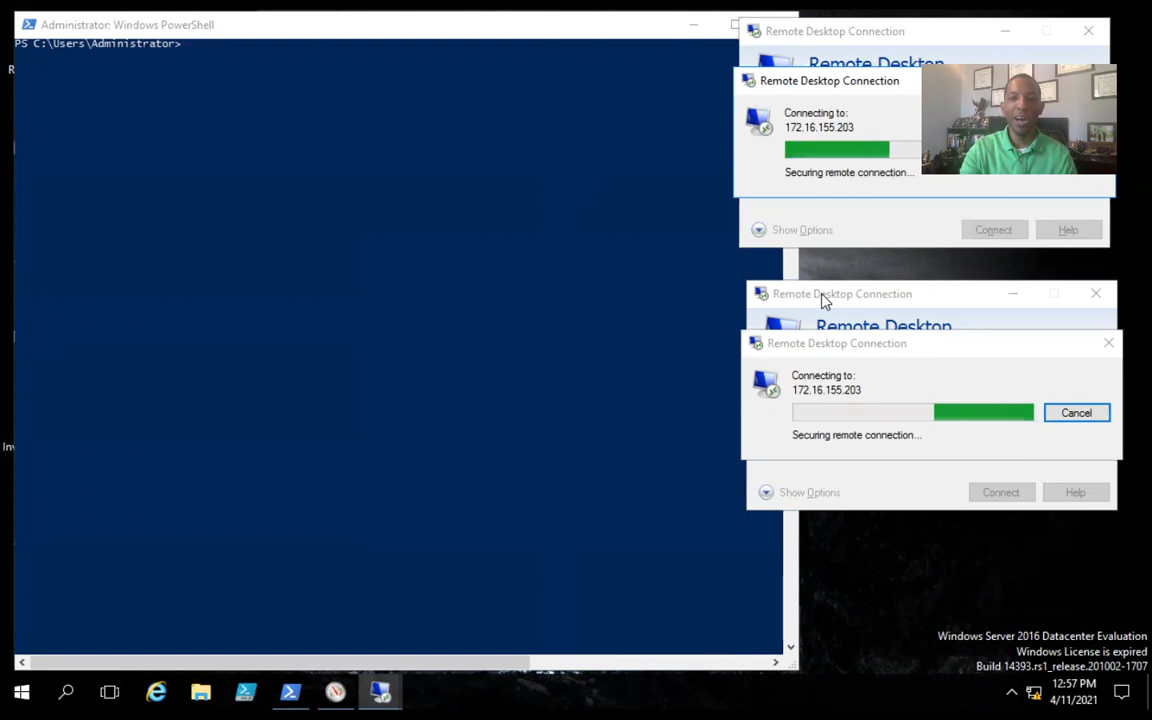 Administrator: Windows PowerShell
PS C:\Users\Administrator>
R
Inv
Remote Desktop Connection
Remote Desktop
Remote Desktop Connection
Connecting to:
172.16.155.203
Securing remote connection...
Show Options
Connect
Help
Remote Desktop Connection
Remote Desktop
Remote Desktop Connection
Connecting to:
172.16.155.203
Cancel
Securing remote connection...
Show Options
Connect
Help
Windows Server 2016 Datacenter Evaluation
Windows License is expired
Build 14393.rs1_release.201002-1707
12:57 PM
4/11/2021